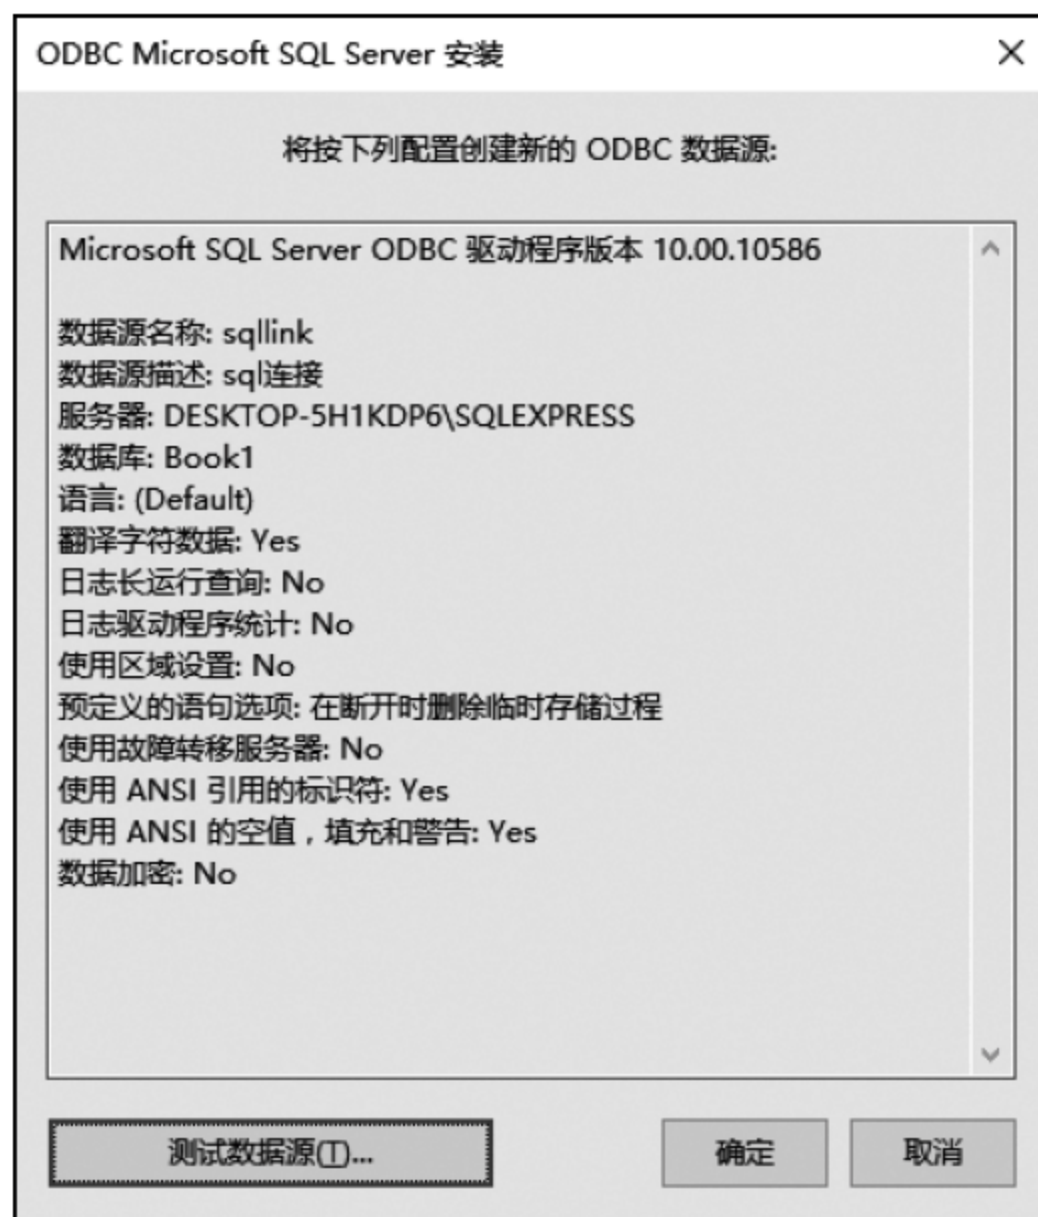 ODBC Microsoft SQL Server 安装
将按下列配置创建新的 ODBC 数据源:
Microsoft SQL Server ODBC 驱动程序版本 10.00.10586
数据源名称: sqllink
数据源描述: sql连接
服务器: DESKTOP-5H1KDP6\SQLEXPRESS
数据库: Book1
语言: (Default)
翻译字符数据: Yes
日志长运行查询: No
日志驱动程序统计: No
使用区域设置: No
预定义的语句选项: 在断开时删除临时存储过程
使用故障转移服务器: No
使用 ANSI 引用的标识符: Yes
使用 ANSI 的空值，填充和警告: Yes
数据加密: No
测试数据源(T)... 确定 取消